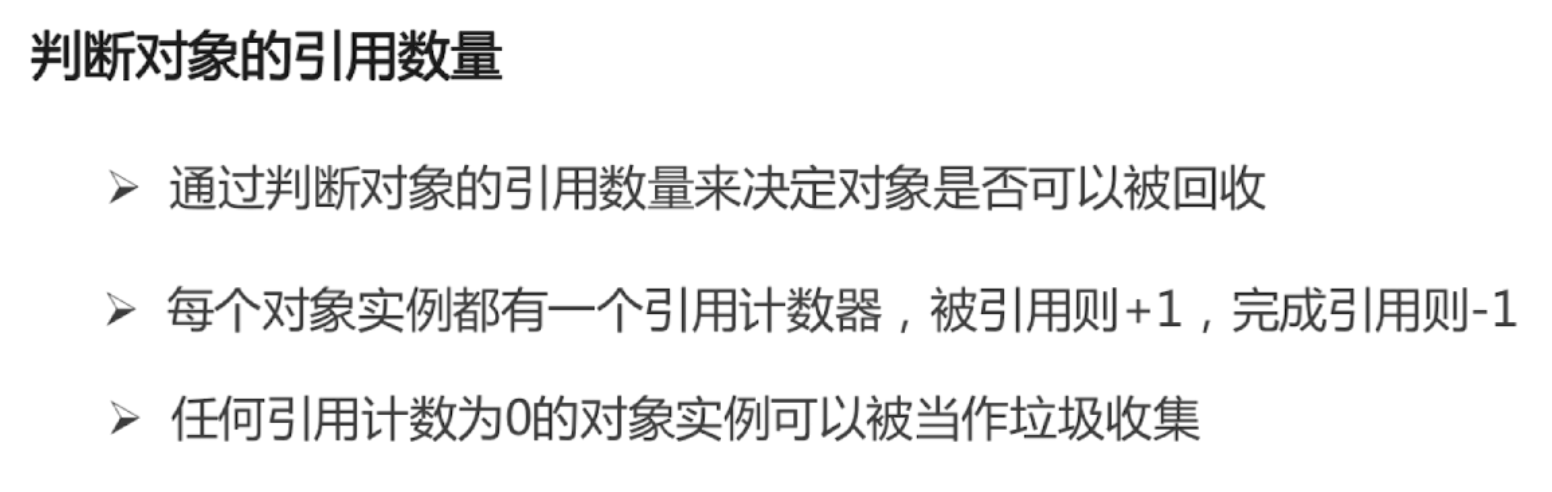 判断对象的引用数量
➢ 通过判断对象的引用数量来决定对象是否可以被回收
➢ 每个对象实例都有一个引用计数器，被引用则+1，完成引用则-1
➢ 任何引用计数为0的对象实例可以被当作垃圾收集